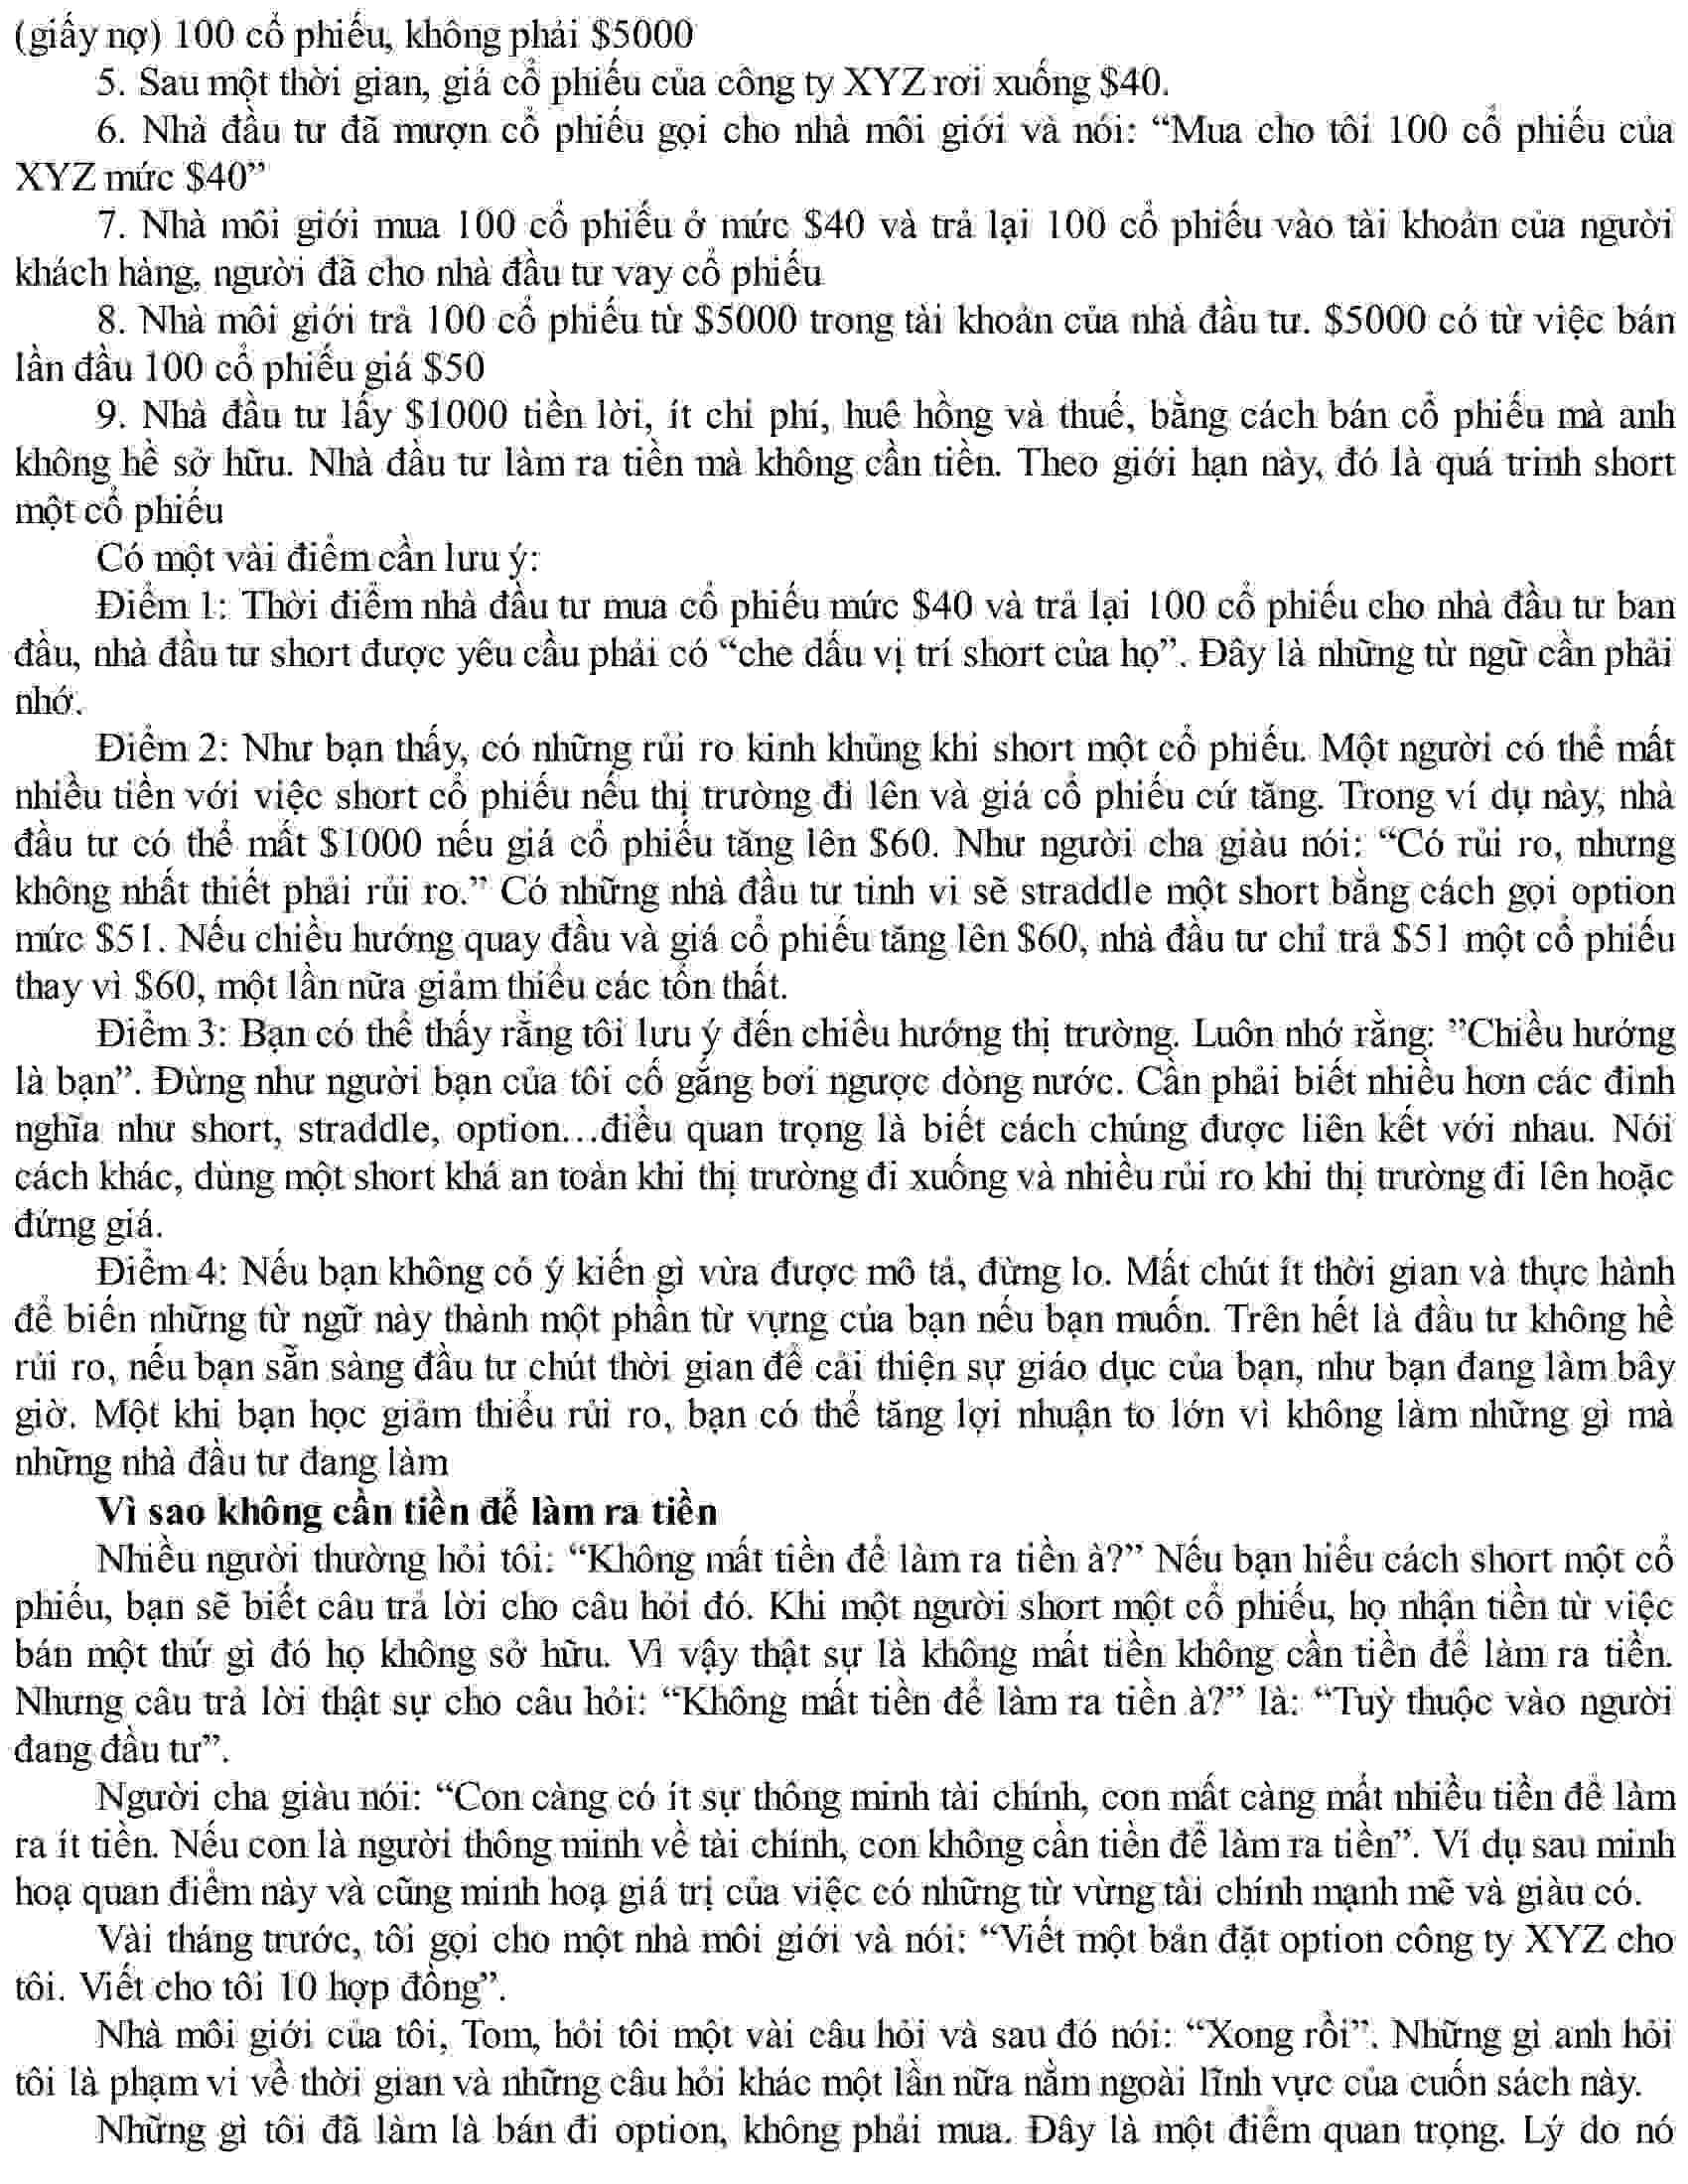 (giấy nợ) 100 cổ phiếu, không phải $5000
5. Sau một thời gian, giá cổ phiếu của công ty XYZ rơi xuống $40.
6. Nhà đầu tư đã mượn cổ phiếu gọi cho nhà môi giới và nói: “Mua cho tôi 100 cổ phiếu của
XYZ mức $40”
7. Nhà môi giới mua 100 cổ phiếu ở mức $40 và trả lại 100 cổ phiếu vào tài khoản của người
khách hàng, người đã cho nhà đầu tư vay cổ phiếu
8. Nhà môi giới trả 100 cổ phiếu từ $5000 trong tài khoản của nhà đầu tư. $5000 có từ việc bán
lần đầu 100 cổ phiếu giá $50
9. Nhà đầu tư lấy $1000 tiền lời, ít chi phí, huê hồng và thuế, bằng cách bán cổ phiếu mà anh
không hề sở hữu. Nhà đầu tư làm ra tiền mà không cần tiền. Theo giới hạn này, đó là quá trinh short
một cổ phiếu
Có một vài điểm cần lưu ý:
Điểm 1: Thời điểm nhà đầu tư mua cổ phiếu mức $40 và trả lại 100 cổ phiếu cho nhà đầu tư ban
đầu, nhà đầu tư short được yêu cầu phải có “che dấu vị trí short của họ”. Đây là những từ ngữ cần phải
nhớ.
Điểm 2: Như bạn thấy, có những rủi ro kinh khủng khi short một cổ phiếu. Một người có thể mất
nhiều tiền với việc short cổ phiếu nếu thị trường đi lên và giá cổ phiếu cứ tăng. Trong ví dụ này, nhà
đầu tư có thể mất $1000 nếu giá cổ phiếu tăng lên $60. Như người cha giàu nói: “Có rủi ro, nhưng
không nhất thiết phải rủi ro.” Có những nhà đầu tư tinh vi sẽ straddle một short bằng cách gọi option
mức $51. Nếu chiều hướng quay đầu và giá cổ phiếu tăng lên $60, nhà đầu tư chỉ trả $51 một cổ phiếu
thay vì $60, một lần nữa giảm thiểu các tổn thất.
Điểm 3: Bạn có thể thấy rằng tôi lưu ý đến chiều hướng thị trường. Luôn nhớ rằng: ”Chiều hướng
là bạn”. Đừng như người bạn của tôi cố gắng bơi ngược dòng nước. Cần phải biết nhiều hơn các đinh
nghĩa như short, straddle, option...điều quan trọng là biết cách chúng được liên kết với nhau. Nói
cách khác, dùng một short khá an toàn khi thị trường đi xuống và nhiều rủi ro khi thị trường đi lên hoặc
đứng giá.
Điểm 4: Nếu bạn không có ý kiến gì vừa được mô tả, đừng lo. Mất chút ít thời gian và thực hành
để biến những từ ngữ này thành một phần từ vựng của bạn nếu bạn muốn. Trên hết là đầu tư không hề
rủi ro, nếu bạn sẵn sàng đầu tư chút thời gian để cải thiện sự giáo dục của bạn, như bạn đang làm bây
giờ. Một khi bạn học giảm thiểu rủi ro, bạn có thể tăng lợi nhuận to lớn vì không làm những gì mà
những nhà đầu tư đang làm
Vì sao không cần tiền để làm ra tiền
Nhiều người thường hỏi tôi: “Không mất tiền để làm ra tiền à?” Nếu bạn hiểu cách short một cổ
phiếu, bạn sẽ biết câu trả lời cho câu hỏi đó. Khi một người short một cổ phiếu, họ nhận tiền từ việc
bán một thứ gì đó họ không sở hữu. Vì vậy thật sự là không mất tiền không cần tiền để làm ra tiền.
Nhưng câu trả lời thật sự cho câu hỏi: “Không mất tiền để làm ra tiền à?” là: “Tuỳ thuộc vào người
đang đầu tư”.
Người cha giàu nói: “Con càng có ít sự thông minh tài chính, con mất càng mất nhiều tiền để làm
ra ít tiền. Nếu con là người thông minh về tài chính, con không cần tiền để làm ra tiền”. Ví dụ sau minh
hoạ quan điểm này và cũng minh hoạ giá trị của việc có những từ vừng tài chính mạnh mẽ và giàu có.
Vài tháng trước, tôi gọi cho một nhà môi giới và nói: “Viết một bản đặt option công ty XYZ cho
tôi. Viết cho tôi 10 hợp đồng”.
Nhà môi giới của tôi, Tom, hỏi tôi một vài câu hỏi và sau đó nói: “Xong rồi”. Những gì anh hỏi
tôi là phạm vi về thời gian và những câu hỏi khác một lần nữa nằm ngoài lĩnh vực của cuốn sách này.
Những gì tôi đã làm là bán đi option, không phải mua. Đây là một điểm quan trọng. Lý do nó